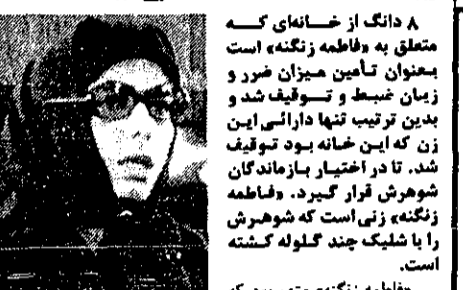 ۸ دانگ از خانه‌ای که
متعلق به «فاطمه زنگنه» است
بعنوان تأمین میزان ضرر و
زیان ضبط و توقیف شد و
بدین ترتیب تنها دارائی این
زن که این خانه بود توقیف
شد. تا در اختیار بازماندگان
شوهرش قرار گیرد. «فاطمه
زنگنه» زنی است که شوهرش
را با شلیک چند گلوله کشته
است.